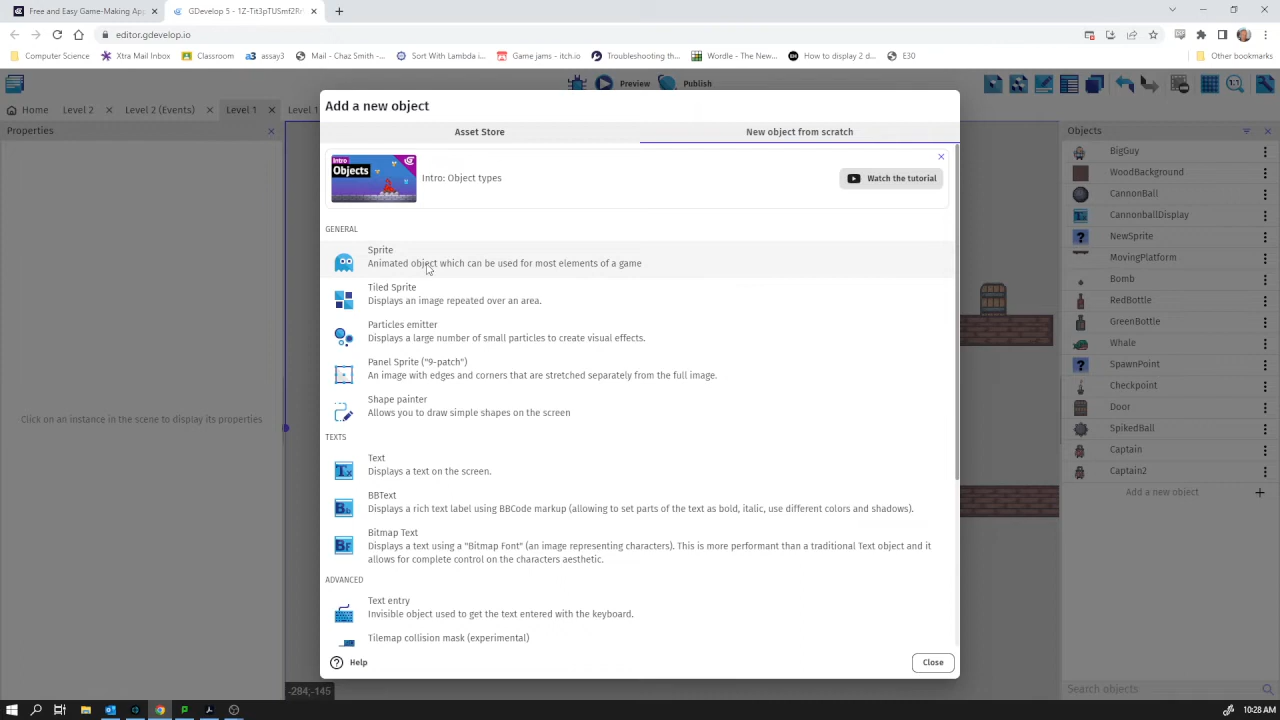 Free and Easy Game-Making Ap
GDevelop 5 - 1Z-Tit3pTUSmf2Rr
editor.gdevelop.io
Computer Science
Xtra Mail Inbox
Classroom
assay3
Mail - Chaz Smith -...
Sort With Lambda i...
Game jams - itch.io
Troubleshooting th...
Wordle - The New...
How to display 2 d...
E30
Other bookmarks
Preview
Publish
Home
Level 2
Level 2 (Events)
Level 1
Level 1
Properties
Click on an instance in the scene to display its properties.
Add a new object
Asset Store
New object from scratch
Intro
Objects
Intro: Object types
Watch the tutorial
GENERAL
Sprite
Animated object which can be used for most elements of a game
Tiled Sprite
Displays an image repeated over an area.
Particles emitter
Displays a large number of small particles to create visual effects.
Panel Sprite ("9-patch")
An image with edges and corners that are stretched separately from the full image.
Shape painter
Allows you to draw simple shapes on the screen
TEXTS
Text
Displays a text on the screen.
BBText
Displays a rich text label using BBCode markup (allowing to set parts of the text as bold, italic, use different colors and shadows).
Bitmap Text
Displays a text using a "Bitmap Font" (an image representing characters). This is more performant than a traditional Text object and it
allows for complete control on the characters aesthetic.
ADVANCED
Text entry
Invisible object used to get the text entered with the keyboard.
Tilemap collision mask (experimental)
Help
Close
Objects
BigGuy
WoodBackground
CannonBall
CannonballDisplay
NewSprite
MovingPlatform
Bomb
RedBottle
GreenBottle
Whale
SpawnPoint
Checkpoint
Door
SpikedBall
Captain
Captain2
Add a new object
Search objects
-284;-145
10:28 AM